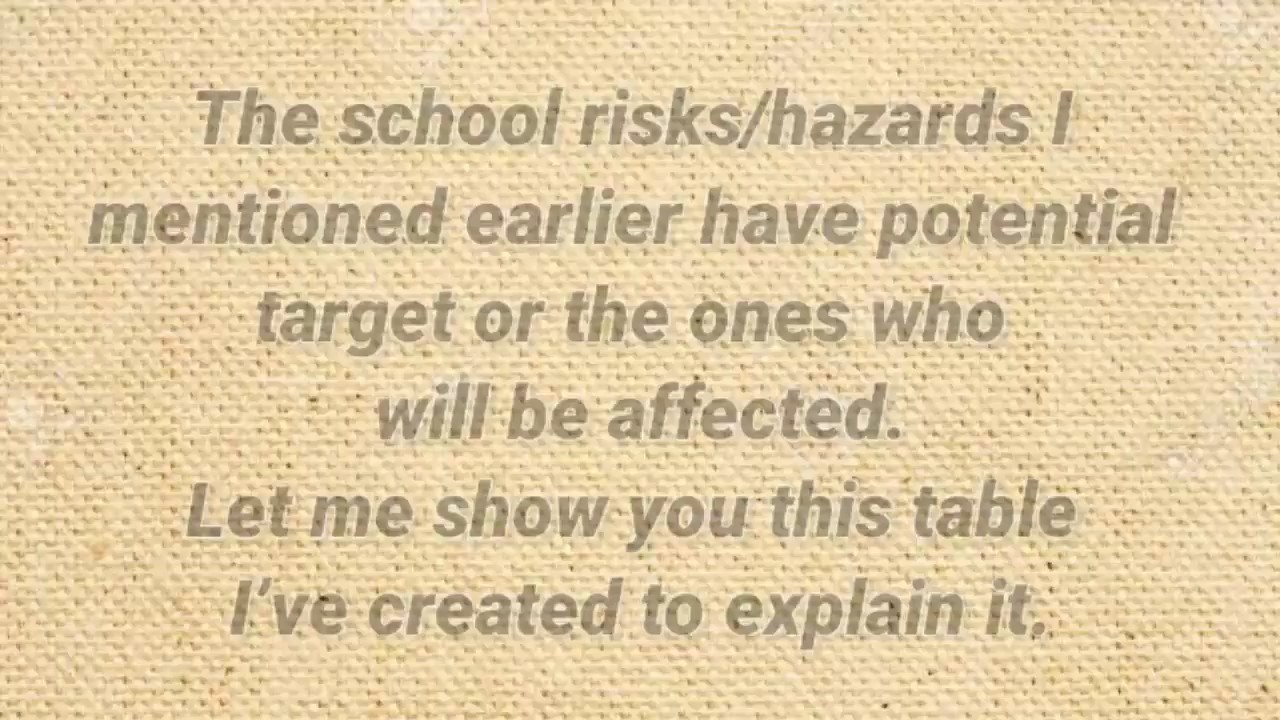 The school risks/hazards I
mentioned earlier have potential
target or the ones who
will be affected.
Let me show you this table
I've created to explain it.